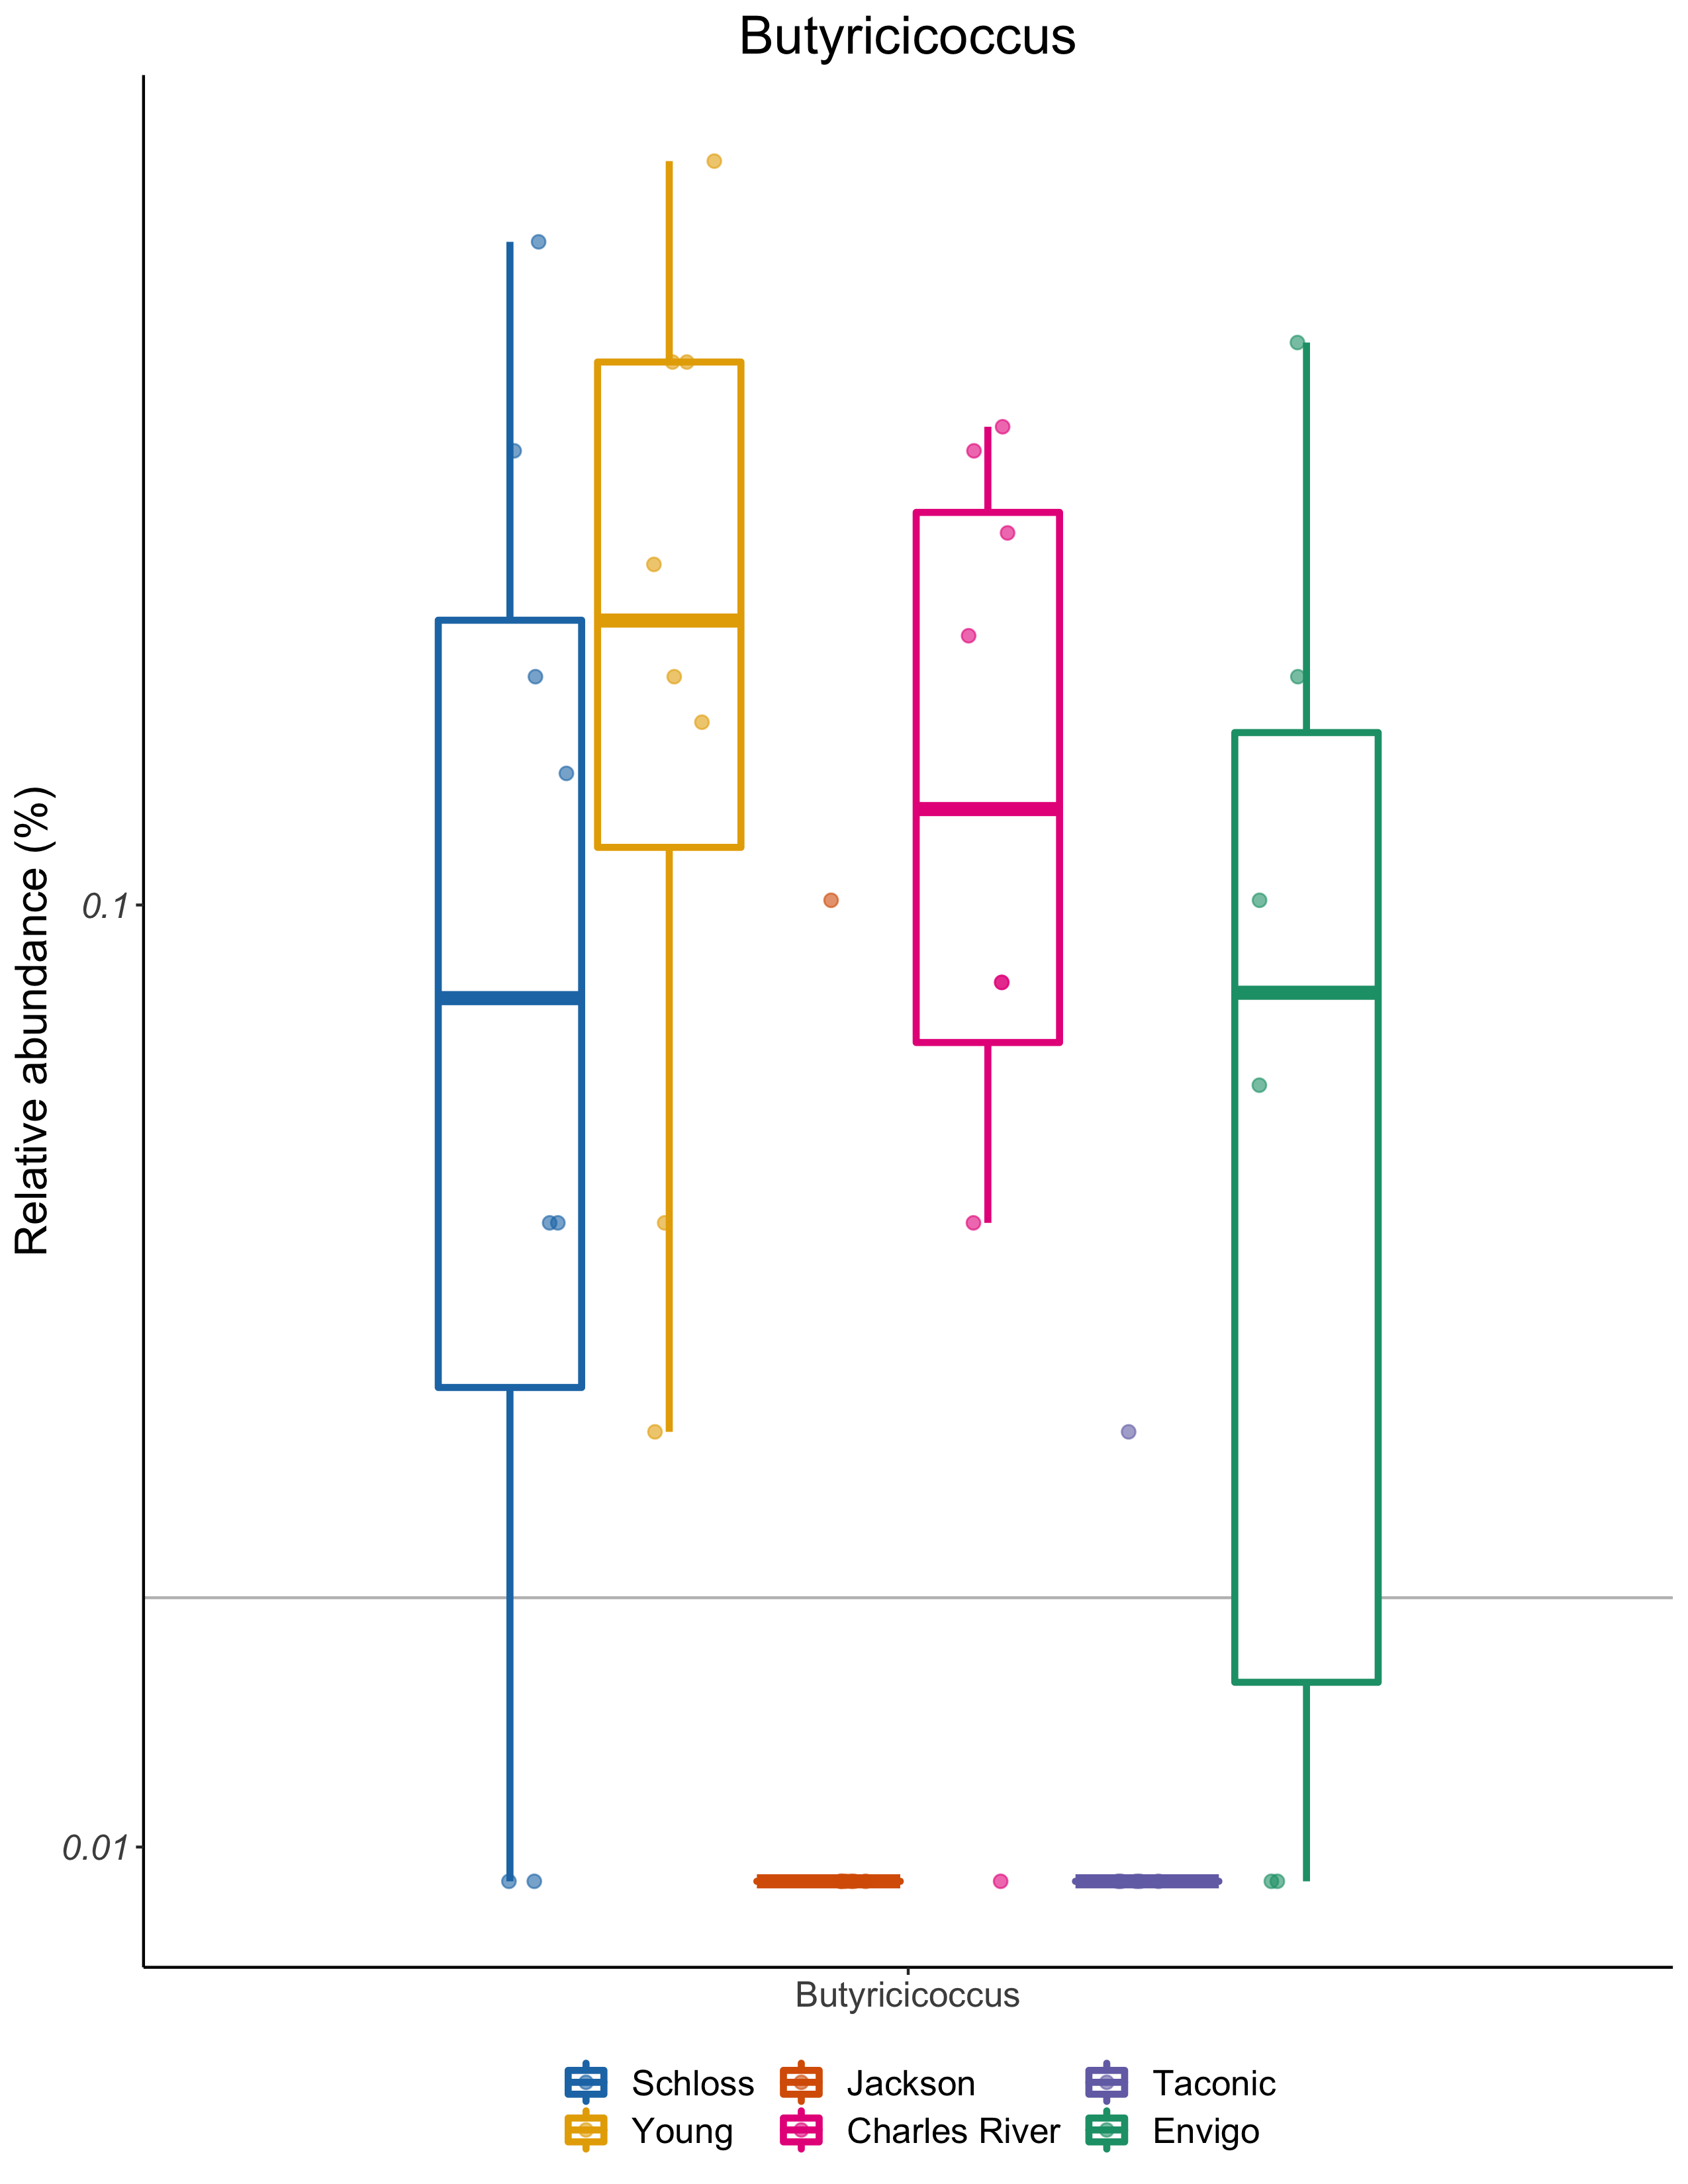 Butyricicoccus
Relative abundance (%)
0.1
0.01
Butyricicoccus
Schloss
Jackson
Taconic
Young
Charles River
Envigo